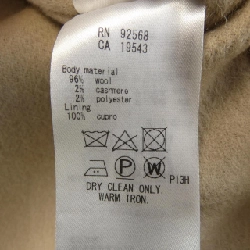 RN 92568
CA 19543
Body material
96% wool
2% casmere
2% polyester
Lining
100% cupro
P W
DRY CLEAN ONLY
WARM IRON.
P13H